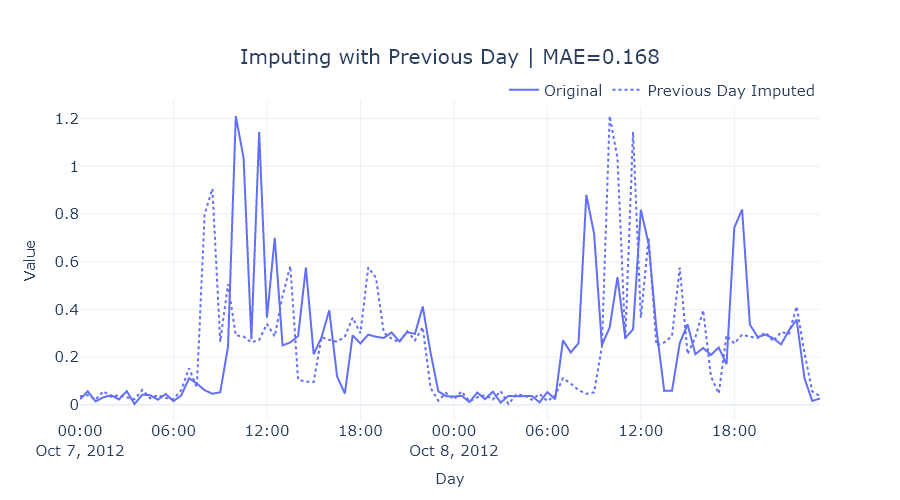 Imputing with Previous Day | MAE=0.168
Original
Previous Day Imputed
Value
1.2
1
0.8
0.6
0.4
0.2
0
00:00
Oct 7, 2012
06:00
12:00
18:00
00:00
Oct 8, 2012
06:00
12:00
18:00
Day